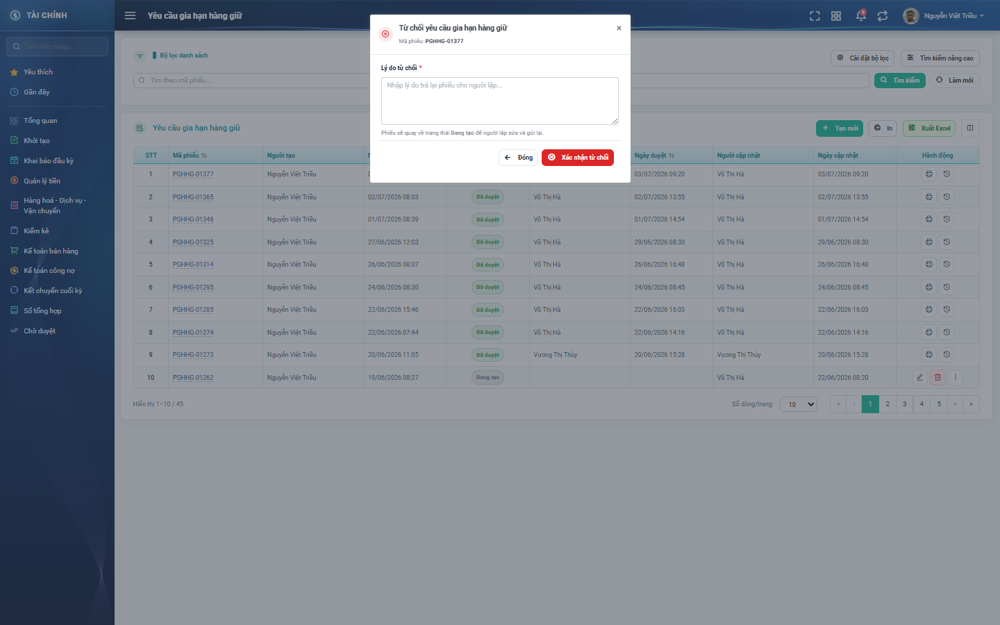 TÀI CHÍNH
Yêu cầu gia hạn hàng giữ
3
Nguyễn Việt Triều
Tìm chức năng...
Yêu thích
Gần đây
Tổng quan
Khởi tạo
Khai báo đầu kỳ
Quản lý tiền
Hàng hoá - Dịch vụ -
Vận chuyển
Kiểm kê
Kế toán bán hàng
Kế toán công nợ
Kết chuyển cuối kỳ
Sổ tổng hợp
Chờ duyệt
Từ chối yêu cầu gia hạn hàng giữ
×
Mã phiếu: PGHHG-01377
Lý do từ chối *
Nhập lý do trả lại phiếu cho người lập...
Phiếu sẽ quay về trạng thái Đang tạo để người lập sửa và gửi lại.
Đóng
Xác nhận từ chối
Bộ lọc danh sách
Cài đặt bộ lọc
Tìm kiếm nâng cao
Tìm theo mã phiếu...
Tìm kiếm
Làm mới
Yêu cầu gia hạn hàng giữ
Tạo mới
In
Xuất Excel
STT Mã phiếu Người tạo Ngày duyệt Người cập nhật Ngày cập nhật Hành động
1 PGHHG-01377 Nguyễn Việt Triều 03/07/2026 09:20 Võ Thị Hà 03/07/2026 09:20
2 PGHHG-01365 Nguyễn Việt Triều 02/07/2026 08:03 Đã duyệt Võ Thị Hà 02/07/2026 13:55 Võ Thị Hà 02/07/2026 13:55
3 PGHHG-01348 Nguyễn Việt Triều 01/07/2026 08:39 Đã duyệt Võ Thị Hà 01/07/2026 14:54 Võ Thị Hà 01/07/2026 14:54
4 PGHHG-01325 Nguyễn Việt Triều 27/06/2026 12:03 Đã duyệt Võ Thị Hà 29/06/2026 08:30 Võ Thị Hà 29/06/2026 08:30
5 PGHHG-01314 Nguyễn Việt Triều 26/06/2026 08:07 Đã duyệt Võ Thị Hà 26/06/2026 16:48 Võ Thị Hà 26/06/2026 16:48
6 PGHHG-01295 Nguyễn Việt Triều 24/06/2026 08:30 Đã duyệt Võ Thị Hà 24/06/2026 08:45 Võ Thị Hà 24/06/2026 08:45
7 PGHHG-01285 Nguyễn Việt Triều 22/06/2026 15:46 Đã duyệt Võ Thị Hà 22/06/2026 16:03 Võ Thị Hà 22/06/2026 16:03
8 PGHHG-01274 Nguyễn Việt Triều 22/06/2026 07:44 Đã duyệt Võ Thị Hà 22/06/2026 14:16 Võ Thị Hà 22/06/2026 14:16
9 PGHHG-01273 Nguyễn Việt Triều 20/06/2026 11:05 Đã duyệt Vương Thị Thùy 20/06/2026 15:28 Vương Thị Thùy 20/06/2026 15:28
10 PGHHG-01262 Nguyễn Việt Triều 19/06/2026 08:27 Đang tạo Võ Thị Hà 22/06/2026 08:20
Hiển thị 1–10 / 45
Số dòng/trang: 10 « ‹ 1 2 3 4 5 › »